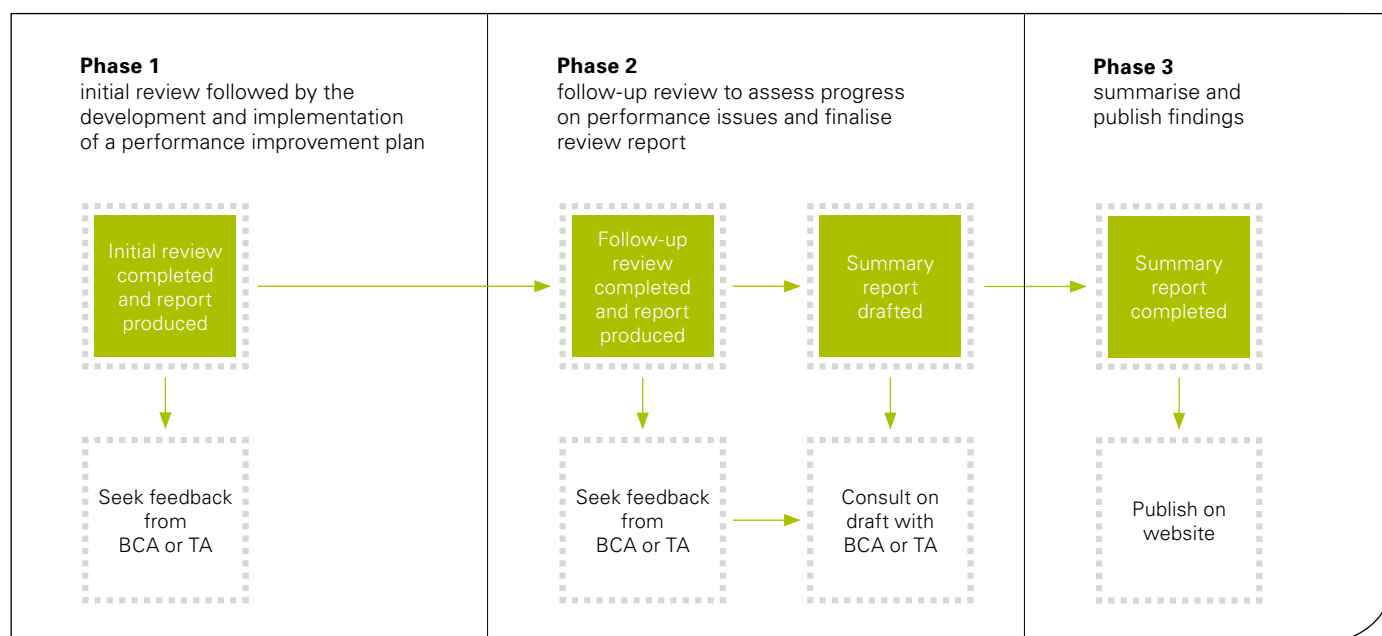 Phase 1
initial review followed by the
development and implementation
of a performance improvement plan
Phase 2
follow-up review to assess progress
on performance issues and finalise
review report
Phase 3
summarise and
publish findings
Initial review
completed
and report
produced
Follow-up
review
completed
and report
produced
Summary
report
drafted
Summary
report
completed
Seek feedback
from
BCA or TA
Seek feedback
from
BCA or TA
Consult on
draft with
BCA or TA
Publish on
website